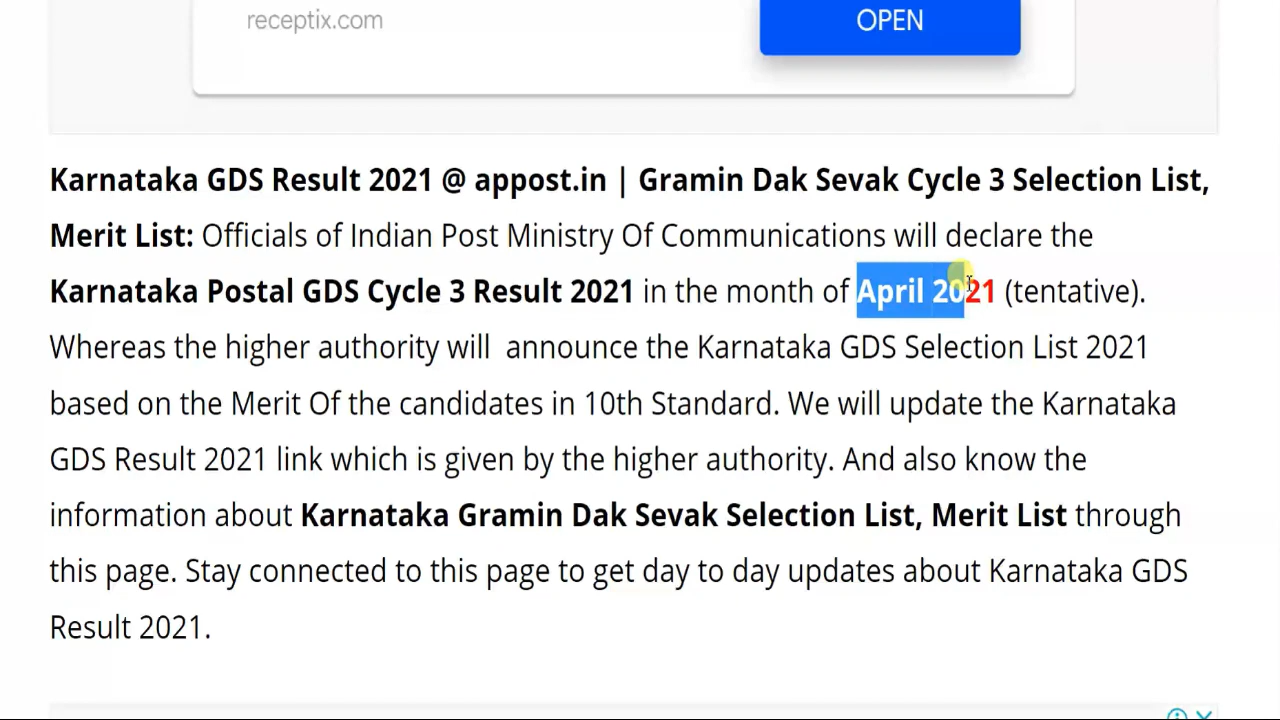 receptix.com
OPEN
Karnataka GDS Result 2021 @ appost.in | Gramin Dak Sevak Cycle 3 Selection List,
Merit List: Officials of Indian Post Ministry Of Communications will declare the
Karnataka Postal GDS Cycle 3 Result 2021 in the month of April 2021 (tentative).
Whereas the higher authority will  announce the Karnataka GDS Selection List 2021
based on the Merit Of the candidates in 10th Standard. We will update the Karnataka
GDS Result 2021 link which is given by the higher authority. And also know the
information about Karnataka Gramin Dak Sevak Selection List, Merit List through
this page. Stay connected to this page to get day to day updates about Karnataka GDS
Result 2021.